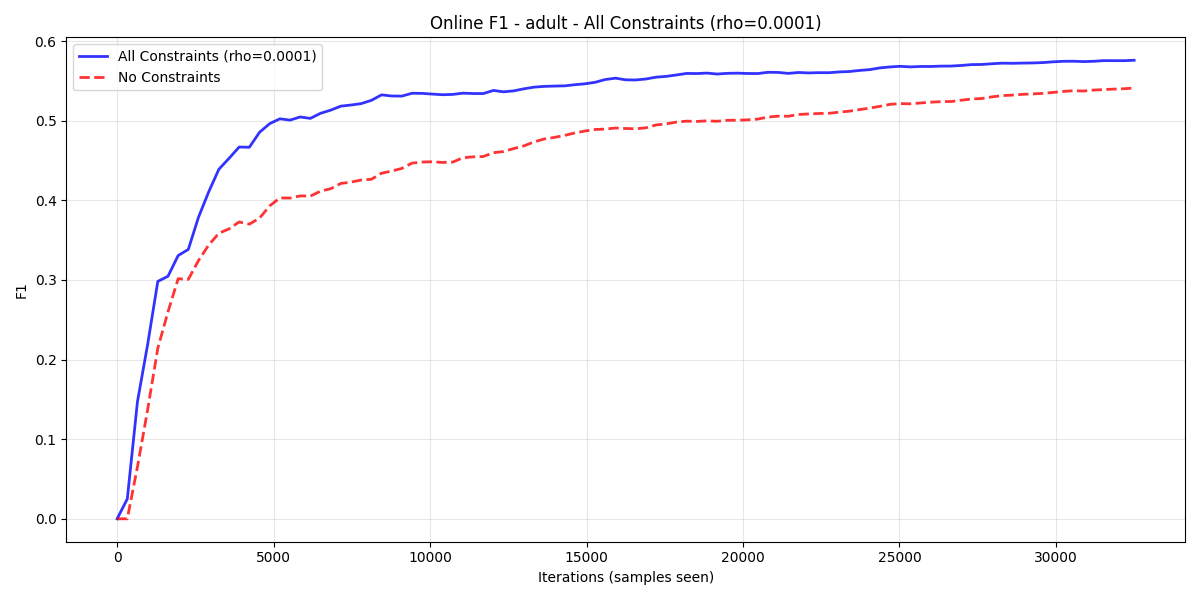 Online F1 - adult - All Constraints (rho=0.0001)
All Constraints (rho=0.0001)
No Constraints
F1
0.6
0.5
0.4
0.3
0.2
0.1
0.0
0 5000 10000 15000 20000 25000 30000
Iterations (samples seen)